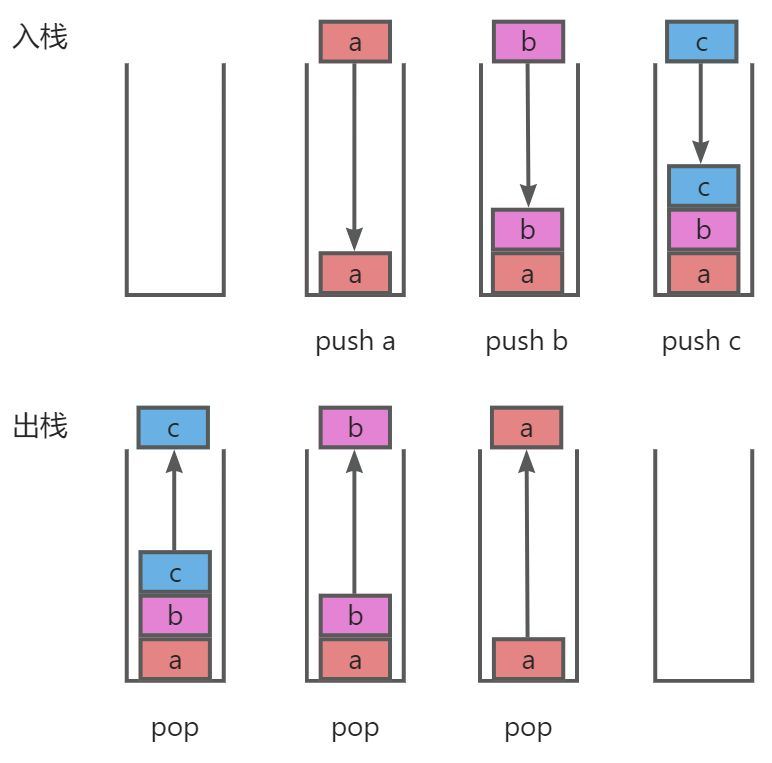 入栈
a b c
c
b b
a a a
push a push b push c
出栈
c b a
c
b b
a a a
pop pop pop